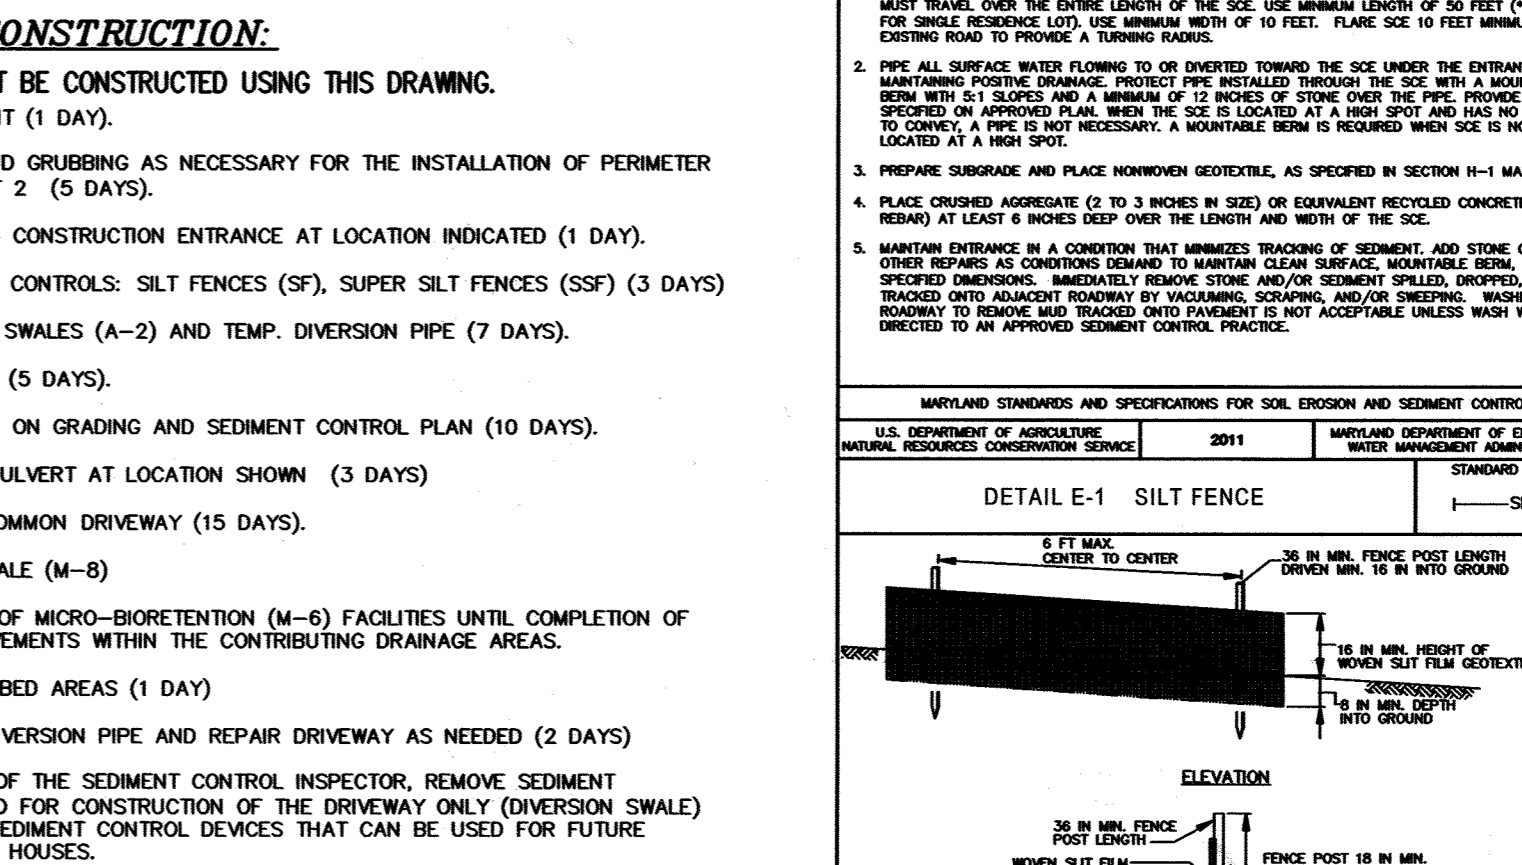 ONSTRUCTION:
T BE CONSTRUCTED USING THIS DRAWING.
IT (1 DAY).
D GRUBBING AS NECESSARY FOR THE INSTALLATION OF PERIMETER
T 2 (5 DAYS).
CONSTRUCTION ENTRANCE AT LOCATION INDICATED (1 DAY).
CONTROLS: SILT FENCES (SF), SUPER SILT FENCES (SSF) (3 DAYS)
SWALES (A-2) AND TEMP. DIVERSION PIPE (7 DAYS).
(5 DAYS).
ON GRADING AND SEDIMENT CONTROL PLAN (10 DAYS).
ULVERT AT LOCATION SHOWN (3 DAYS)
OMMON DRIVEWAY (15 DAYS).
ALE (M-8)
OF MICRO-BIORETENTION (M-6) FACILITIES UNTIL COMPLETION OF
EMENTS WITHIN THE CONTRIBUTING DRAINAGE AREAS.
BED AREAS (1 DAY)
VERSION PIPE AND REPAIR DRIVEWAY AS NEEDED (2 DAYS)
OF THE SEDIMENT CONTROL INSPECTOR, REMOVE SEDIMENT
D FOR CONSTRUCTION OF THE DRIVEWAY ONLY (DIVERSION SWALE)
EDIMENT CONTROL DEVICES THAT CAN BE USED FOR FUTURE
HOUSES.
MUST TRAVEL OVER THE ENTIRE LENGTH OF THE SCE. USE MINIMUM LENGTH OF 50 FEET (*
FOR SINGLE RESIDENCE LOT). USE MINIMUM WIDTH OF 10 FEET. FLARE SCE 10 FEET MINIMU
EXISTING ROAD TO PROVIDE A TURNING RADIUS.
2. PIPE ALL SURFACE WATER FLOWING TO OR DIVERTED TOWARD THE SCE UNDER THE ENTRAN
MAINTAINING POSITIVE DRAINAGE. PROTECT PIPE INSTALLED THROUGH THE SCE WITH A MOU
BERM WITH 5:1 SLOPES AND A MINIMUM OF 12 INCHES OF STONE OVER THE PIPE. PROVIDE
SPECIFIED ON APPROVED PLAN. WHEN THE SCE IS LOCATED AT A HIGH SPOT AND HAS NO
TO CONVEY, A PIPE IS NOT NECESSARY. A MOUNTABLE BERM IS REQUIRED WHEN SCE IS NO
LOCATED AT A HIGH SPOT.
3. PREPARE SUBGRADE AND PLACE NONWOVEN GEOTEXTILE, AS SPECIFIED IN SECTION H-1 MA
4. PLACE CRUSHED AGGREGATE (2 TO 3 INCHES IN SIZE) OR EQUIVALENT RECYCLED CONCRETE
REBAR) AT LEAST 6 INCHES DEEP OVER THE LENGTH AND WIDTH OF THE SCE.
5. MAINTAIN ENTRANCE IN A CONDITION THAT MINIMIZES TRACKING OF SEDIMENT. ADD STONE O
OTHER REPAIRS AS CONDITIONS DEMAND TO MAINTAIN CLEAN SURFACE, MOUNTABLE BERM,
SPECIFIED DIMENSIONS. IMMEDIATELY REMOVE STONE AND/OR SEDIMENT SPILLED, DROPPED,
TRACKED ONTO ADJACENT ROADWAY BY VACUUMING, SCRAPING, AND/OR SWEEPING. WASHI
ROADWAY TO REMOVE MUD TRACKED ONTO PAVEMENT IS NOT ACCEPTABLE UNLESS WASH W
DIRECTED TO AN APPROVED SEDIMENT CONTROL PRACTICE.
MARYLAND STANDARDS AND SPECIFICATIONS FOR SOIL EROSION AND SEDIMENT CONTRO
U.S. DEPARTMENT OF AGRICULTURE
NATURAL RESOURCES CONSERVATION SERVICE
2011
MARYLAND DEPARTMENT OF E
WATER MANAGEMENT ADMIN
DETAIL E-1 SILT FENCE
STANDARD
S
6 FT MAX.
CENTER TO CENTER
36 IN MIN. FENCE POST LENGTH
DRIVEN MIN. 16 IN INTO GROUND
16 IN MIN. HEIGHT OF
WOVEN SLIT FILM GEOTEXTI
8 IN MIN. DEPTH
INTO GROUND
ELEVATION
36 IN MIN. FENCE
POST LENGTH
WOVEN SLIT FILM
FENCE POST 18 IN MIN.